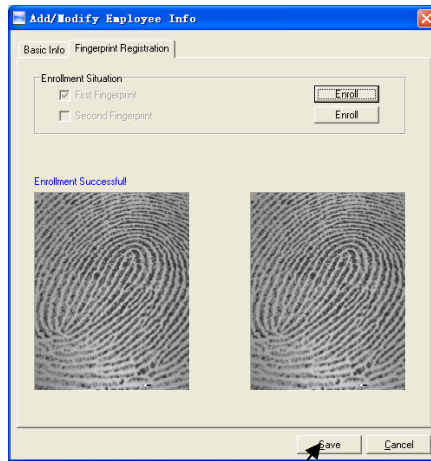 Add/Modify Employee Info
Basic Info
Fingerprint Registration
Enrollment Situation
First Fingerprint
Enroll
Second Fingerprint
Enroll
Enrollment Successful!
Save
Cancel